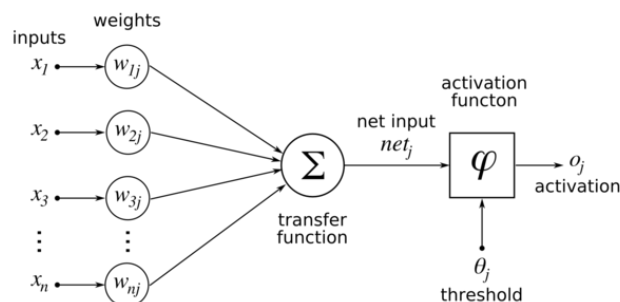 inputs
weights
x₁
w₁ⱼ
x₂
w₂ⱼ
x₃
w₃ⱼ
⋮ ⋮
xₙ
wₙⱼ
Σ
transfer
function
net input
netⱼ
activation
functon
φ
oⱼ
activation
θⱼ
threshold